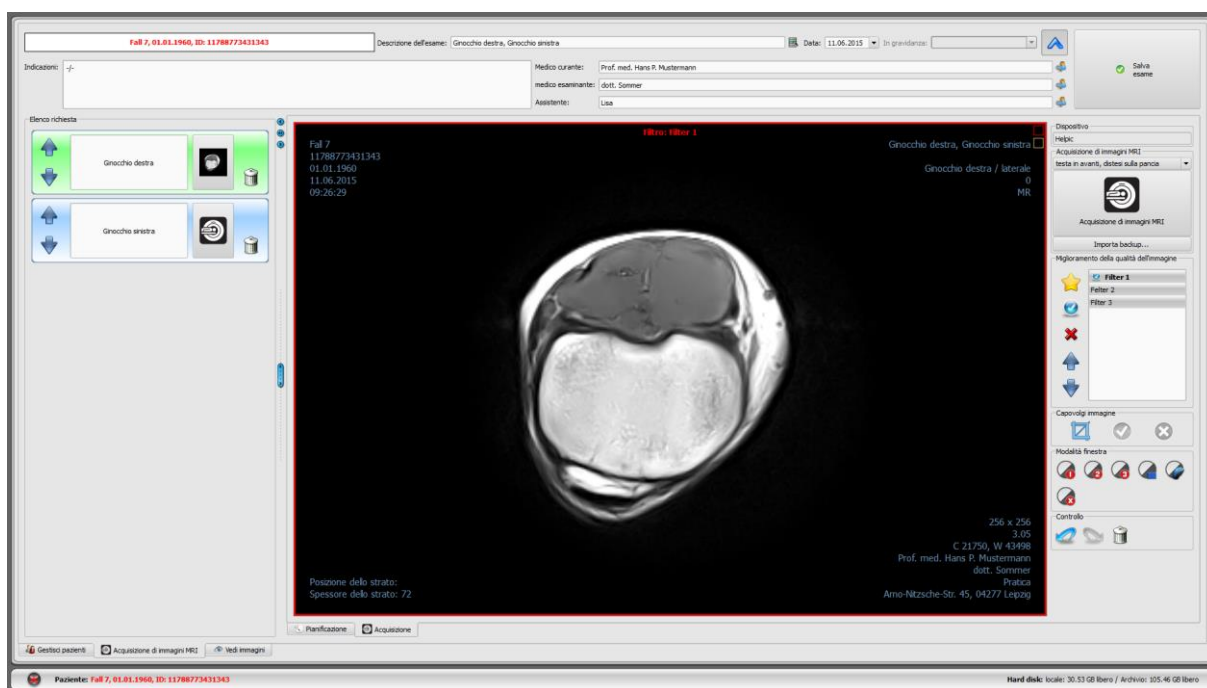 Fall 7, 01.01.1960, ID: 11788773431343
Descrizione dell'esame: Ginocchio destra, Ginocchio sinistra
Data: 11.06.2015
In gravidanza:
Salva esame
Indicazioni: -/-
Medico curante: Prof. med. Hans P. Mustermann
medico esaminante: dott. Sommer
Assistente: Lisa
Elenco richiesta
Ginocchio destra
Ginocchio sinistra
Filtro: Filter 1
Fall 7
11788773431343
01.01.1960
11.06.2015
09:26:29
Ginocchio destra, Ginocchio sinistra
Ginocchio destra / laterale
0
MR
256 x 256
3.05
C 21750, W 43498
Prof. med. Hans P. Mustermann
dott. Sommer
Pratica
Arno-Nitzsche-Str. 45, 04277 Leipzig
Posizione dello strato:
Spessore dello strato: 72
Dispositivo
Helpic
Acquisizione di immagini MRI
testa in avanti, distesi sulla pancia
Acquisizione di immagini MRI
Importa backup...
Miglioramento della qualità dell'immagine
Filter 1
Felter 2
Filter 3
Capovolgi immagine
Modalità finestra
1 2 3
Controllo
Pianificazione
Acquisizione
Gestisci pazienti
Acquisizione di immagini MRI
Vedi immagini
Paziente: Fall 7, 01.01.1960, ID: 11788773431343
Hard disk: locale: 30.53 GB libero / Archivio: 105.46 GB libero